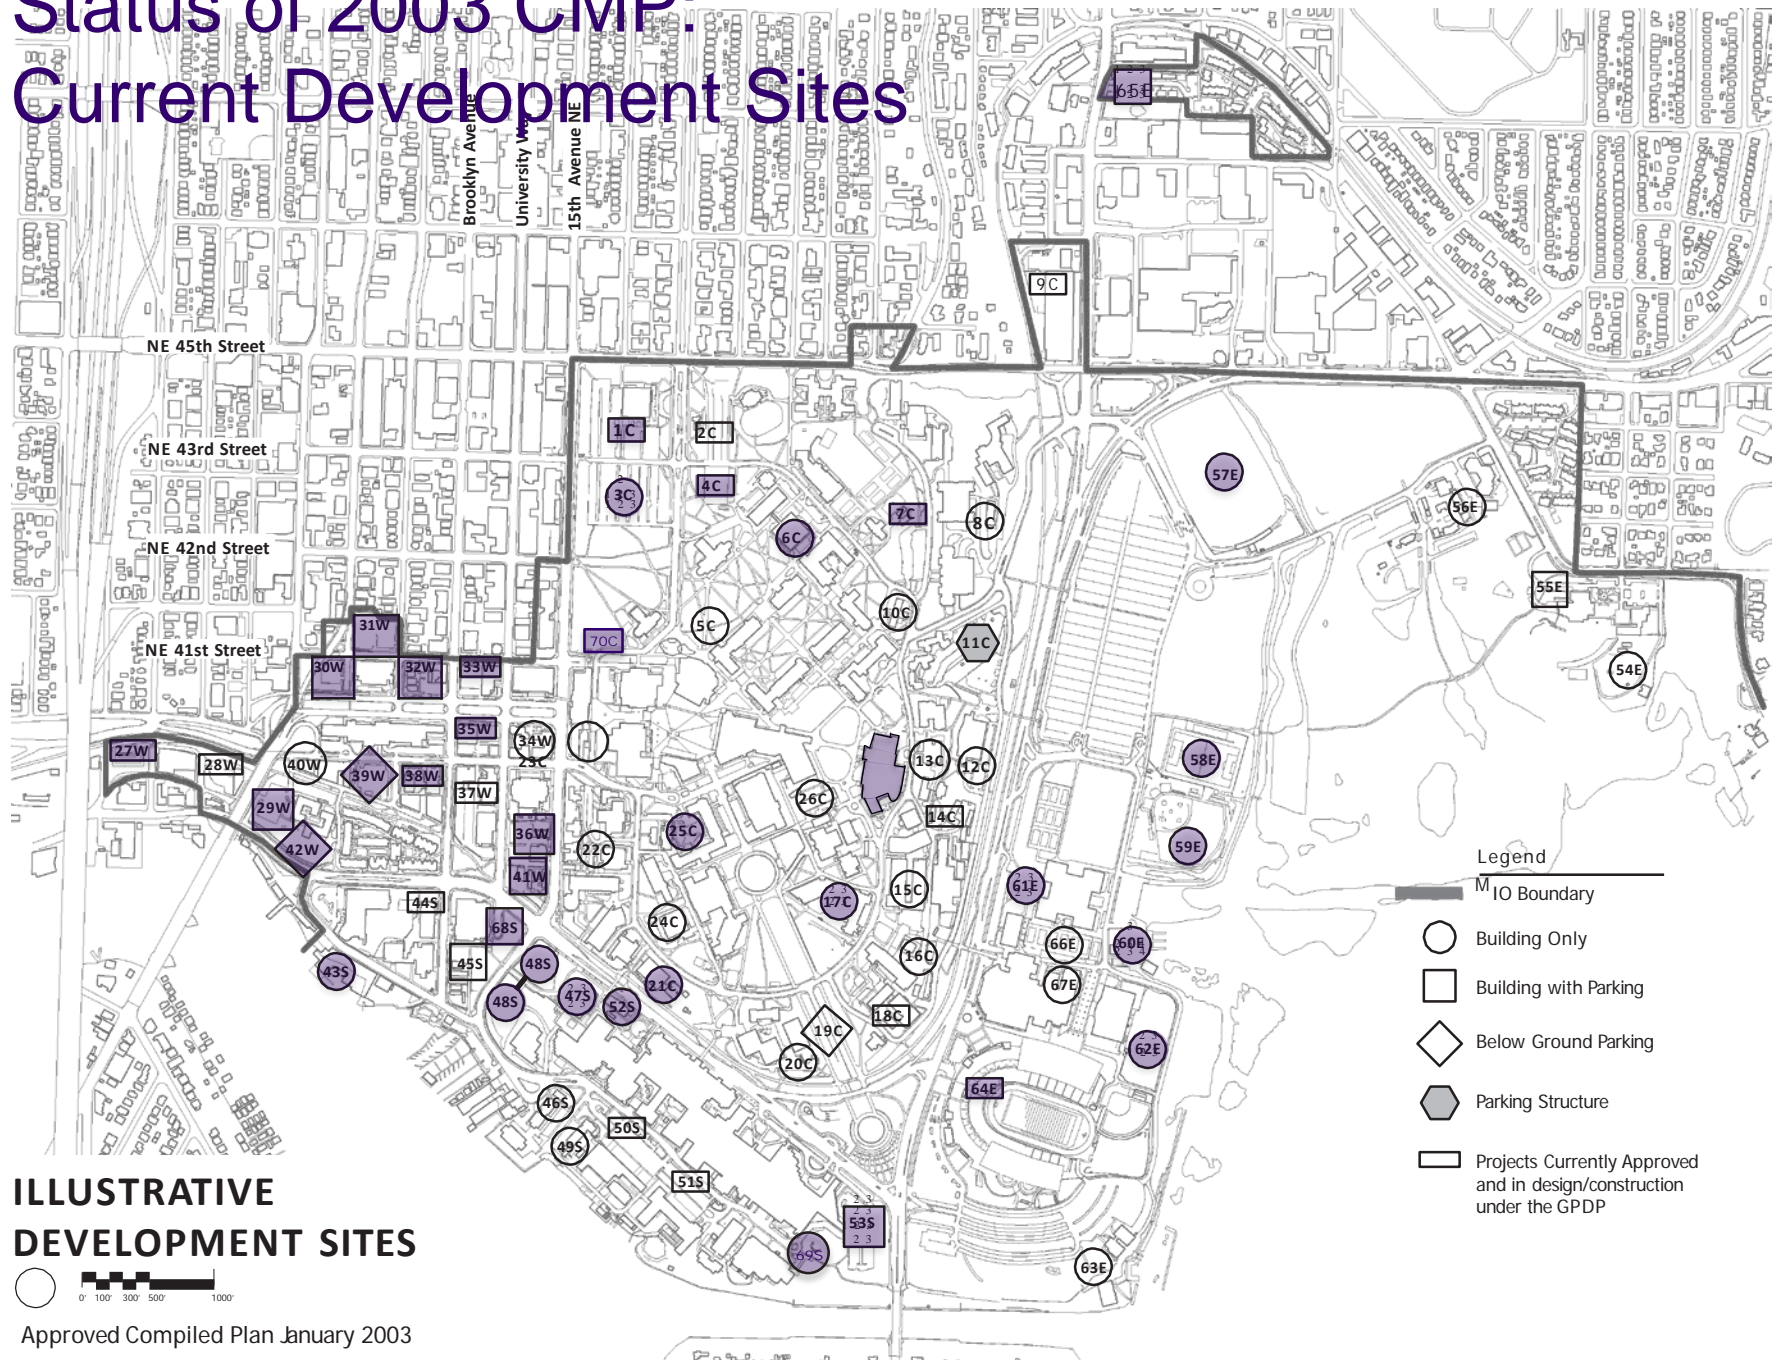 Status of 2003 CMP:
Current Development Sites
Brooklyn Avenue
University Way
15th Avenue NE
65E
9C
NE 45th Street
1C
2C
NE 43rd Street
57E
3C
4C
56E
7C
8C
6C
NE 42nd Street
55E
10C
31W
5C
70C
11C
NE 41st Street
30W
32W
33W
54E
35W
34W
27W
23C
28W
40W
39W
38W
13C
12C
58E
37W
26C
29W
14C
36W
25C
42W
22C
59E
Legend
MIO Boundary
41W
61E
15C
17C
44S
68S
24C
Building Only
66E
60E
45S
48S
16C
43S
21C
67E
Building with Parking
48S
47S
52S
18C
19C
Below Ground Parking
62E
20C
64E
46S
Parking Structure
50S
49S
Projects Currently Approved
and in design/construction
under the GPDP
51S
ILLUSTRATIVE
DEVELOPMENT SITES
53S
69S
63E
0' 100' 300' 500' 1000'
Approved Compiled Plan January 2003